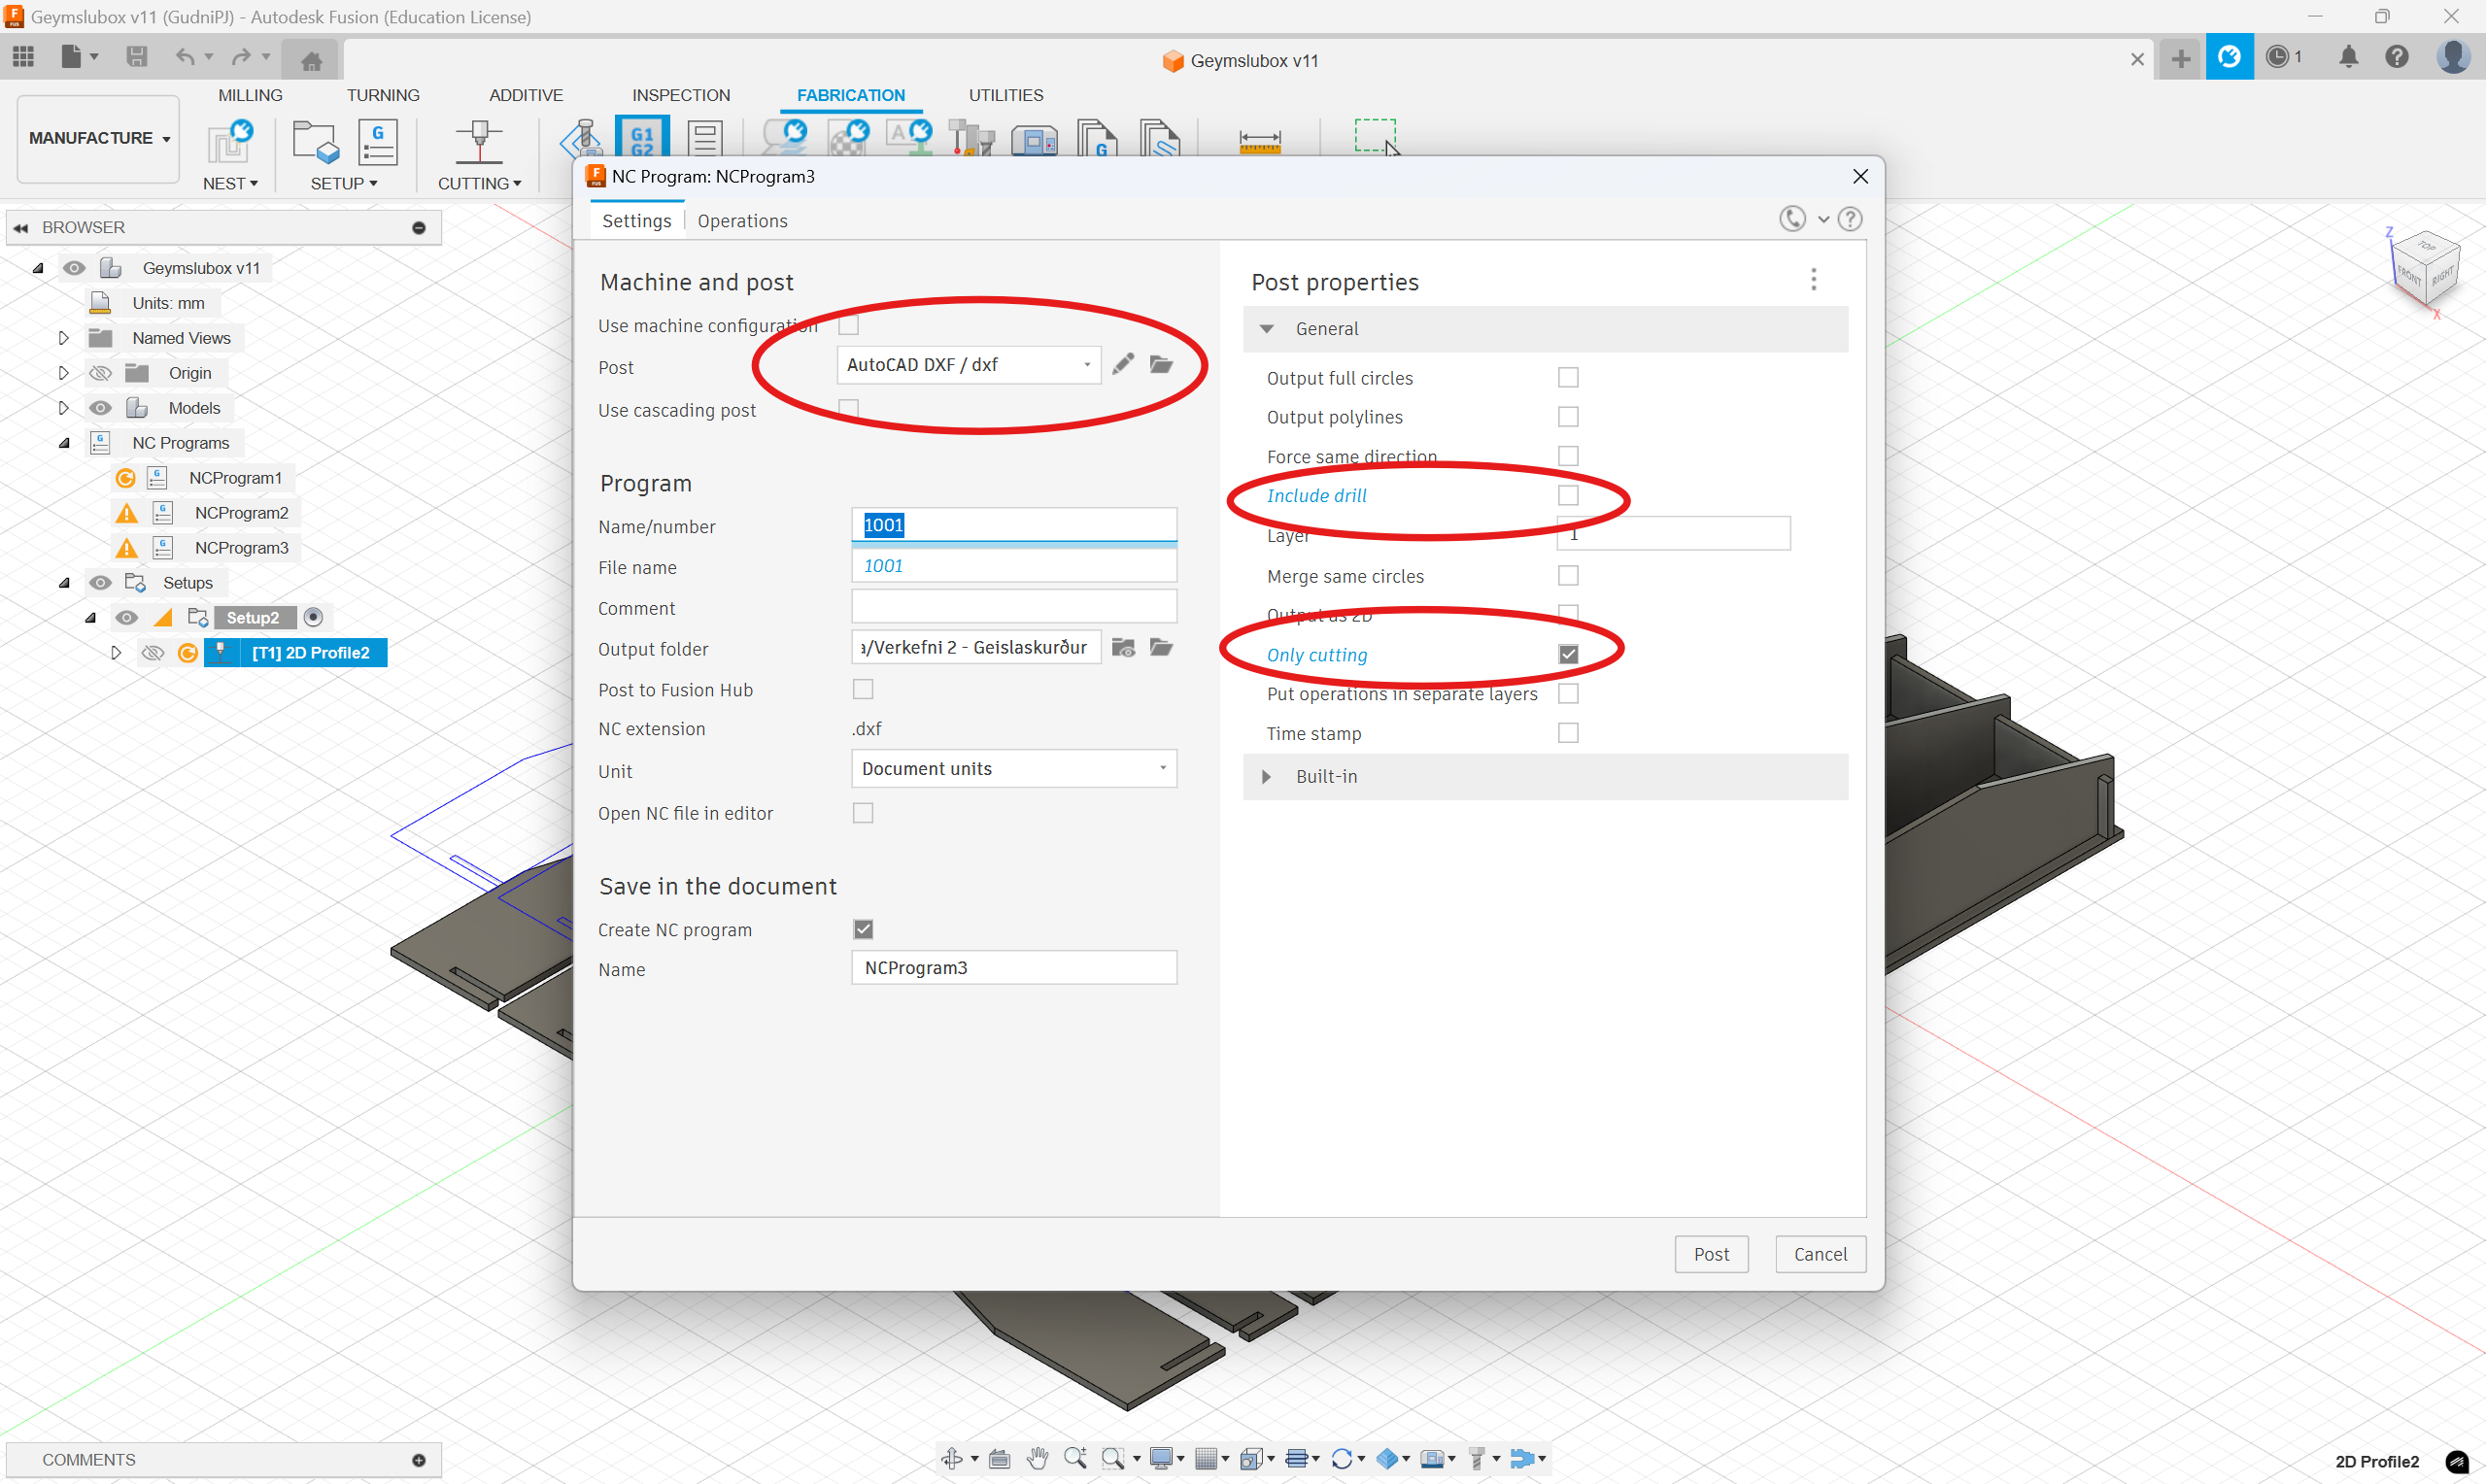 Geymslubox v11 (GudniPJ) - Autodesk Fusion (Education License)
Geymslubox v11
1
MILLING
TURNING
ADDITIVE
INSPECTION
FABRICATION
UTILITIES
MANUFACTURE
NEST
SETUP
CUTTING
G1
G2
NC Program: NCProgram3
BROWSER
Geymslubox v11
Units: mm
Named Views
Origin
Models
NC Programs
NCProgram1
NCProgram2
NCProgram3
Setups
Setup2
[T1] 2D Profile2
Settings
Operations
Machine and post
Use machine configuration
Post
AutoCAD DXF / dxf
Use cascading post
Program
Name/number
1001
File name
1001
Comment
Output folder
a/Verkefni 2 - Geislaskurður
Post to Fusion Hub
NC extension
.dxf
Unit
Document units
Open NC file in editor
Save in the document
Create NC program
Name
NCProgram3
Post properties
General
Output full circles
Output polylines
Force same direction
Include drill
Layer
1
Merge same circles
Output as 2D
Only cutting
Put operations in separate layers
Time stamp
Built-in
Post
Cancel
Z
TOP
FRONT
RIGHT
X
COMMENTS
2D Profile2